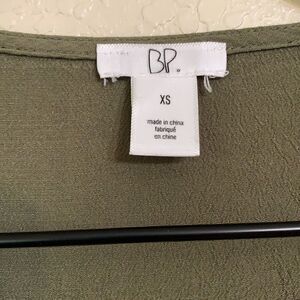 BP.
XS
made in china
fabriqué
en chine